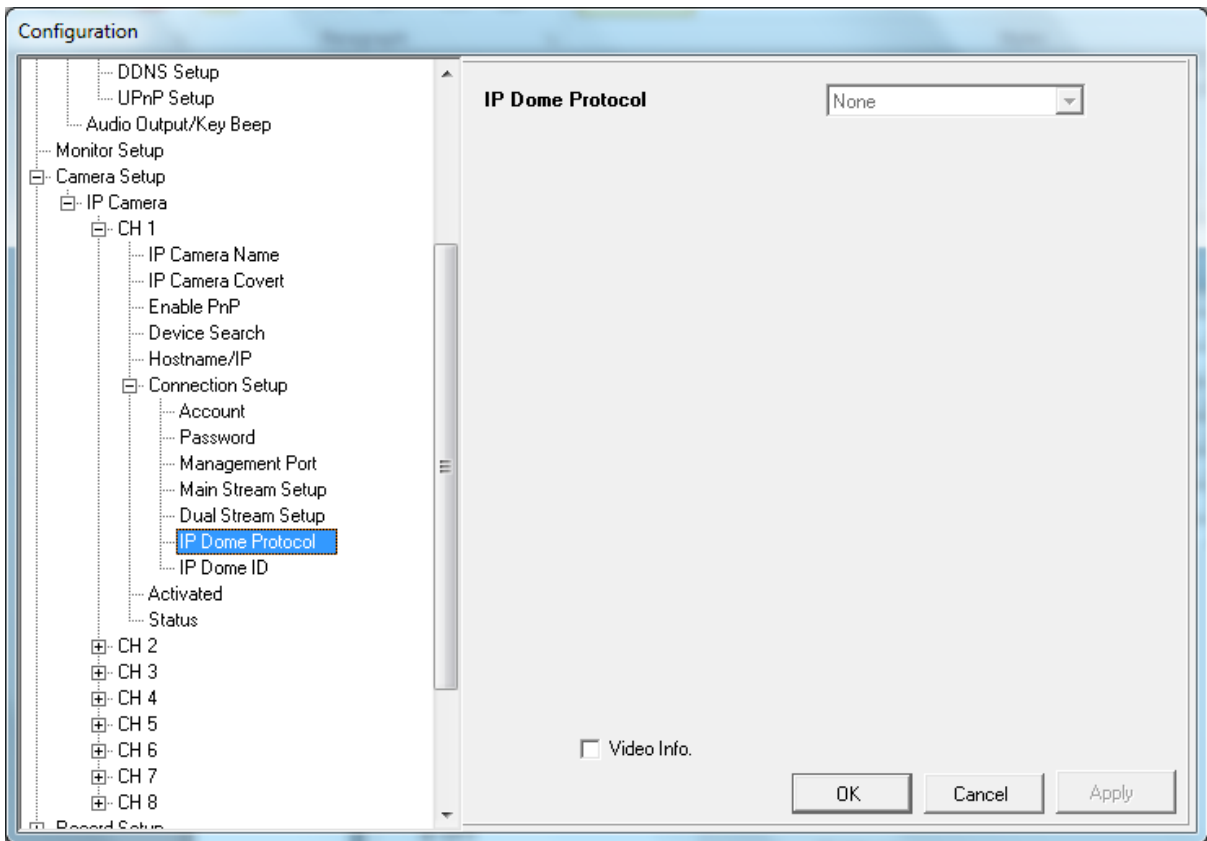 Configuration
DDNS Setup
UPnP Setup
Audio Output/Key Beep
Monitor Setup
Camera Setup
IP Camera
CH 1
IP Camera Name
IP Camera Covert
Enable PnP
Device Search
Hostname/IP
Connection Setup
Account
Password
Management Port
Main Stream Setup
Dual Stream Setup
IP Dome Protocol
IP Dome ID
Activated
Status
CH 2
CH 3
CH 4
CH 5
CH 6
CH 7
CH 8
Record Setup
IP Dome Protocol None
Video Info.
OK Cancel Apply